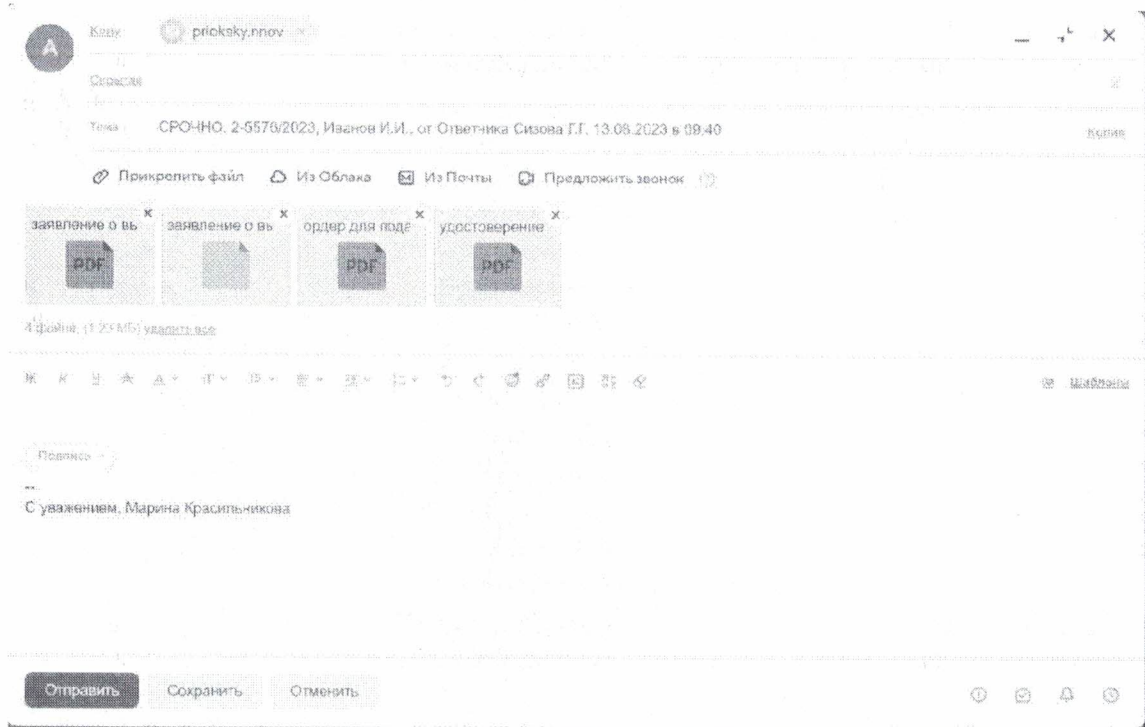 А
Кому prioksky.nnov
Скрытая
Тема СРОЧНО. 2-5576/2023, Иванов И.И., от Ответчика Сизова Г.Г. 13.06.2023 в 09:40 Копия
Прикрепить файл Из Облака Из Почты Предложить звонок
заявление о вь заявление о вь ордер для пода удостоверение
PDF PDF PDF
4 файла, (1.23 МБ) удалить все
Шаблоны
Подпись
--
С уважением, Марина Красильникова
Отправить Сохранить Отменить